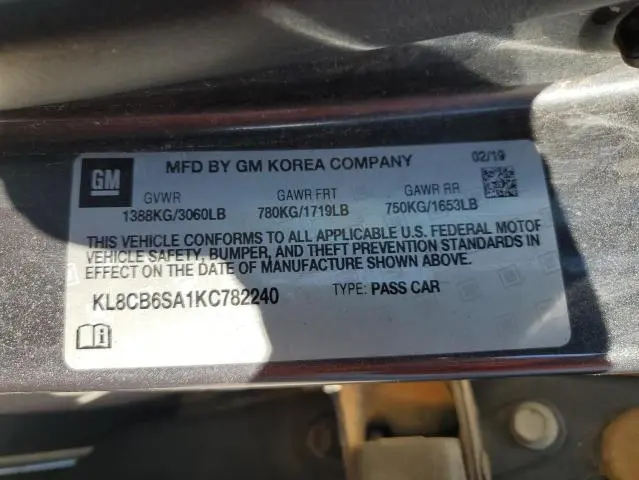 GM MFD BY GM KOREA COMPANY 02/19
GVWR GAWR FRT GAWR RR
1388KG/3060LB 780KG/1719LB 750KG/1653LB
THIS VEHICLE CONFORMS TO ALL APPLICABLE U.S. FEDERAL MOTOR
VEHICLE SAFETY, BUMPER, AND THEFT PREVENTION STANDARDS IN
EFFECT ON THE DATE OF MANUFACTURE SHOWN ABOVE.
KL8CB6SA1KC782240 TYPE: PASS CAR